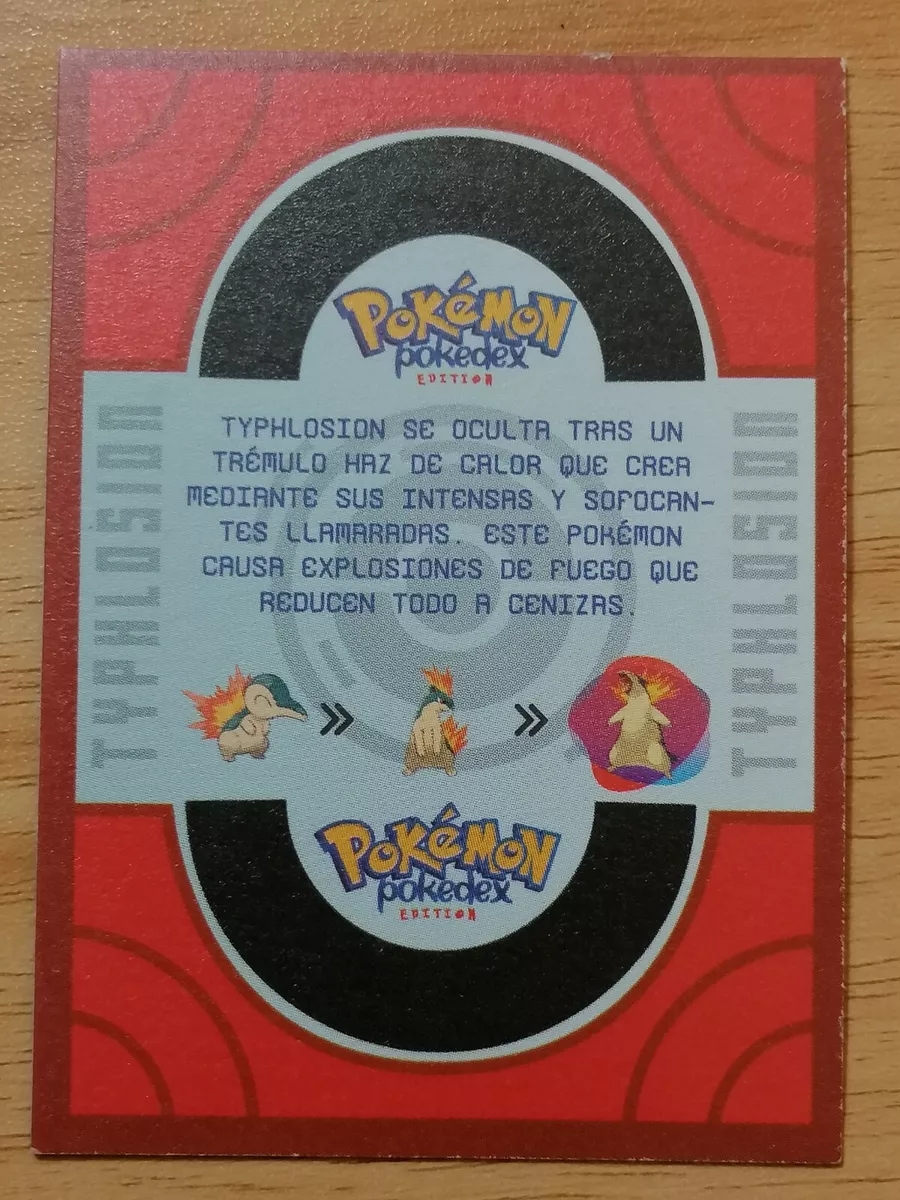 Pokémon
pokedex
EDITION
TYPHLOSION
TYPHLOSION SE OCULTA TRAS UN
TRÉMULO HAZ DE CALOR QUE CREA
MEDIANTE SUS INTENSAS Y SOFOCAN-
TES LLAMARADAS. ESTE POKÉMON
CAUSA EXPLOSIONES DE FUEGO QUE
REDUCEN TODO A CENIZAS.
TYPHLOSION
Pokémon
pokedex
EDITION